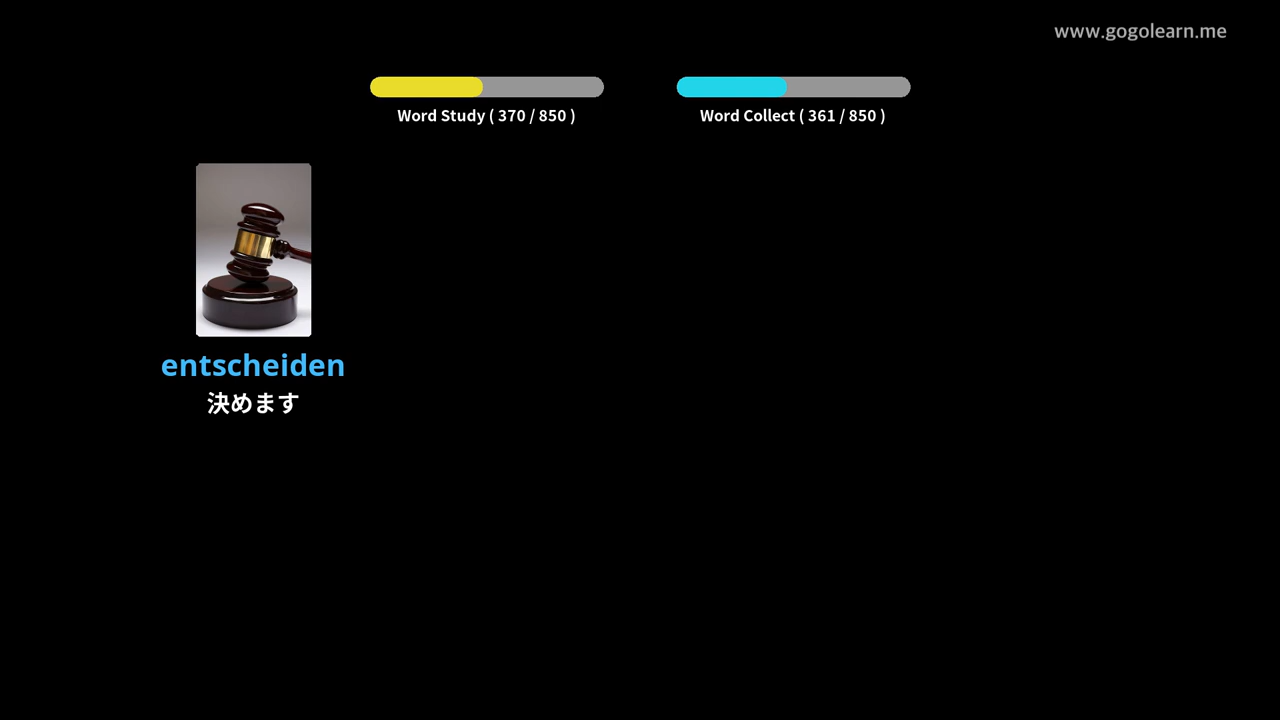 www.gogolearn.me
Word Study ( 370 / 850 )
Word Collect ( 361 / 850 )
entscheiden
決めます